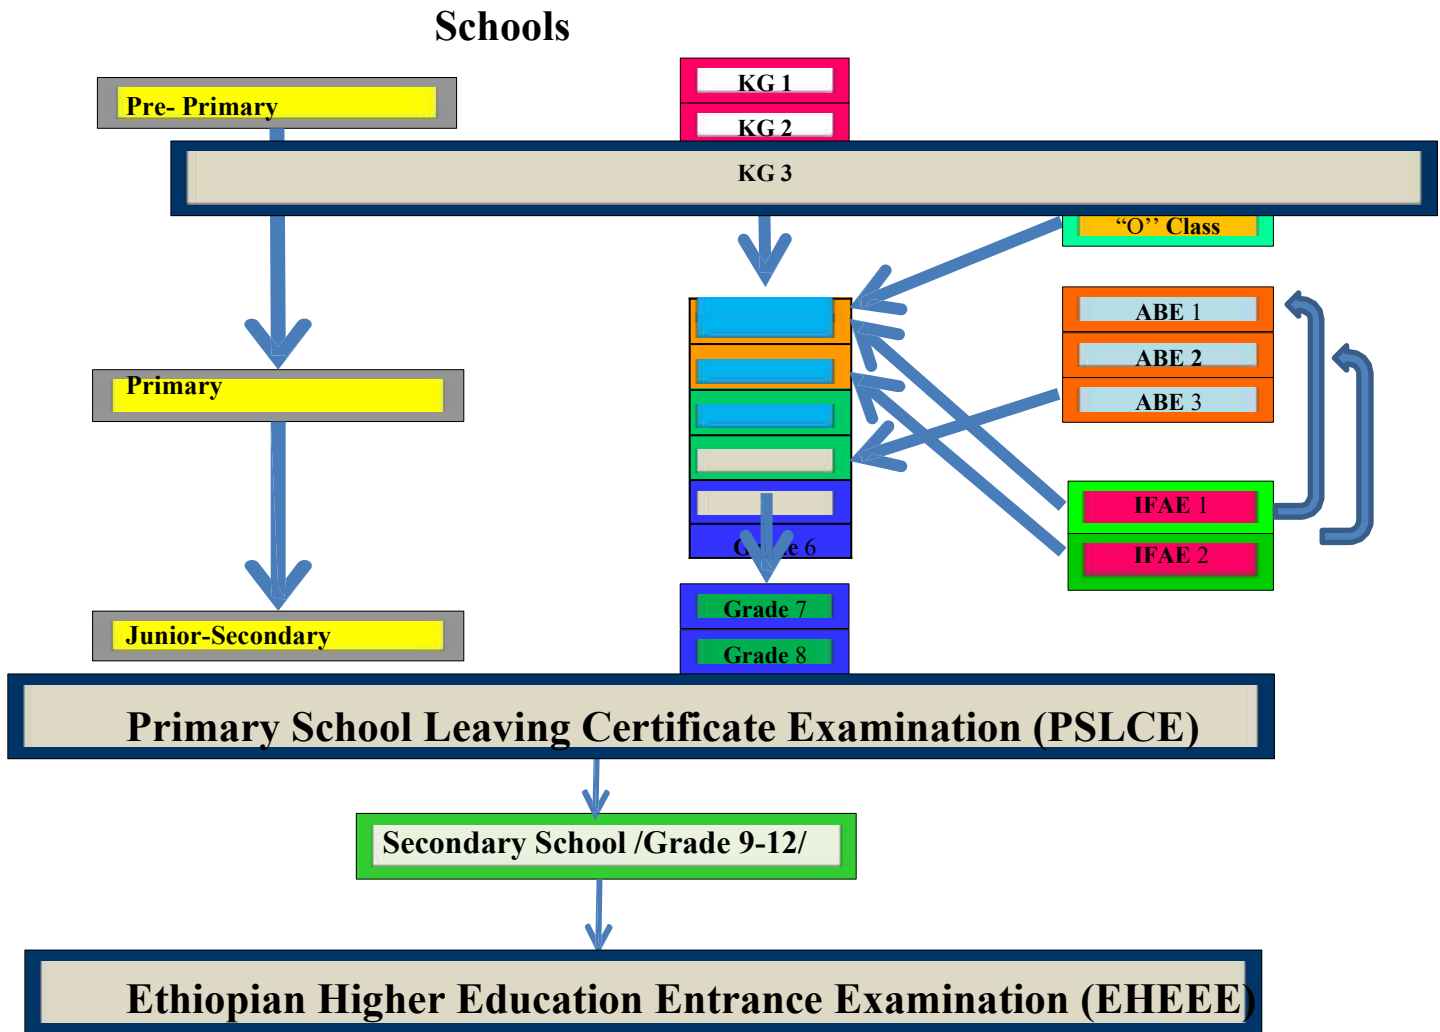 Schools
Pre- Primary
KG 1
KG 2
KG 3
“O’’ Class
ABE 1
ABE 2
ABE 3
Primary
IFAE 1
IFAE 2
Grade 6
Grade 7
Grade 8
Junior-Secondary
Primary School Leaving Certificate Examination (PSLCE)
Secondary School /Grade 9-12/
Ethiopian Higher Education Entrance Examination (EHEEE)